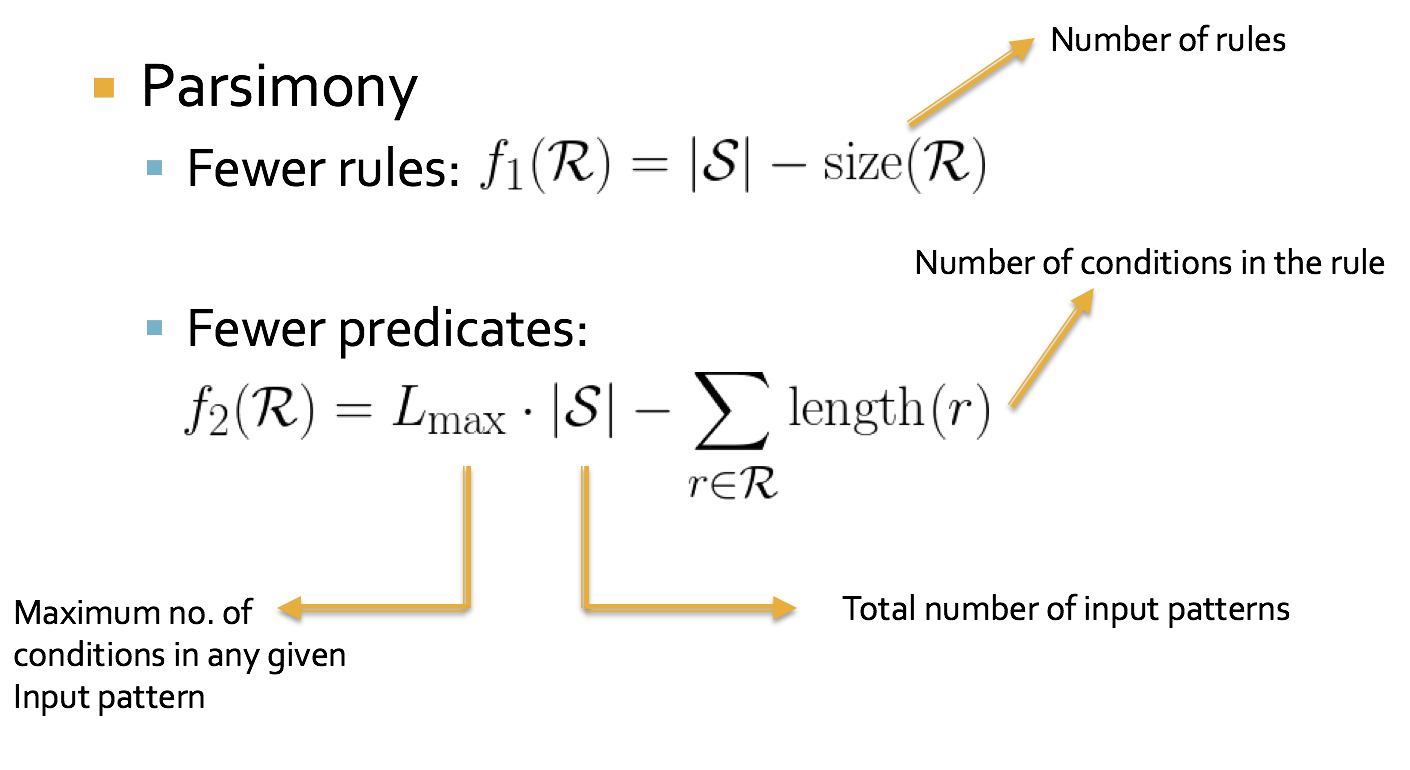 Number of rules
Parsimony
Fewer rules: f₁(ℛ) = |𝒮| − size(ℛ)
Number of conditions in the rule
Fewer predicates:
f₂(ℛ) = L_max · |𝒮| − ∑_{r∈ℛ} length(r)
Maximum no. of
conditions in any given
Input pattern
Total number of input patterns